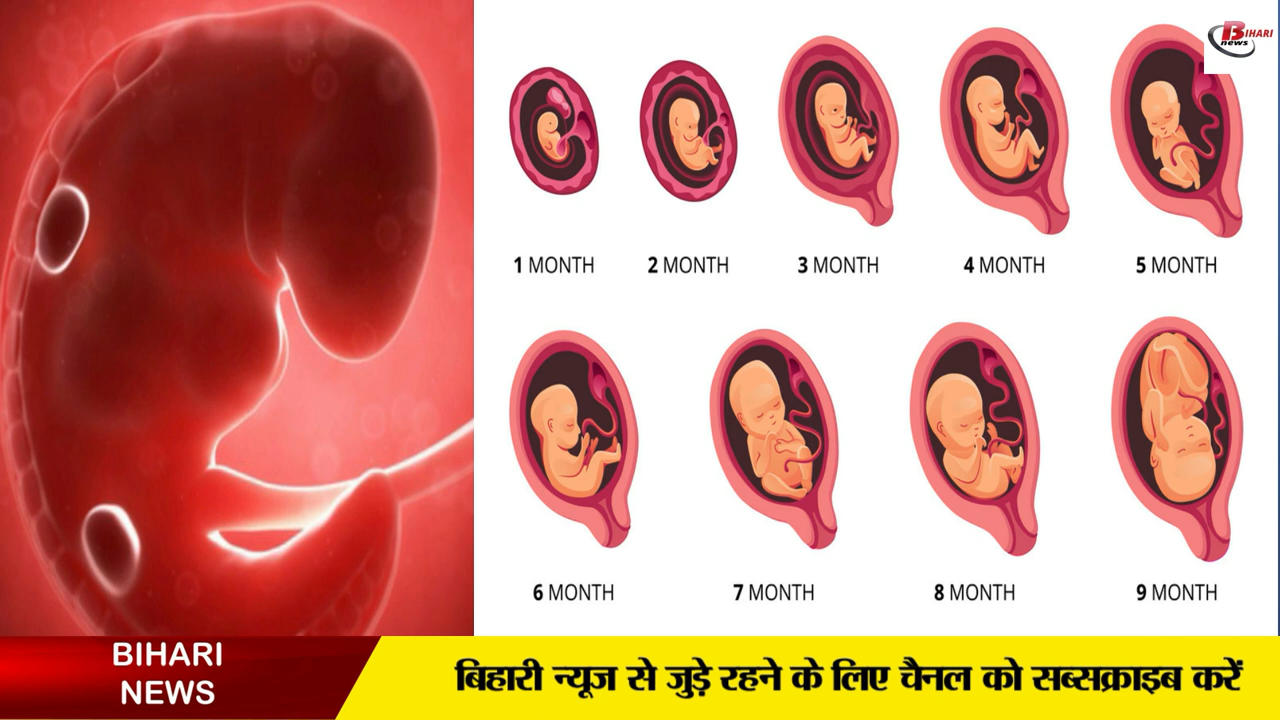 BIHARI
news
1 MONTH
2 MONTH
3 MONTH
4 MONTH
5 MONTH
6 MONTH
7 MONTH
8 MONTH
9 MONTH
BIHARI
NEWS
बिहारी न्यूज से जुड़े रहने के लिए चैनल को सब्सक्राइब करें